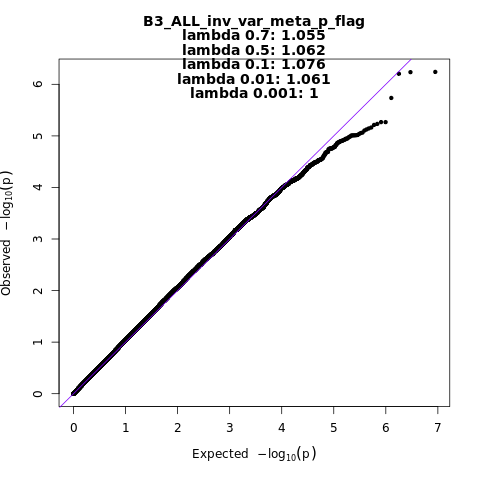 B3_ALL_inv_var_meta_p_flag
lambda 0.7: 1.055
lambda 0.5: 1.062
lambda 0.1: 1.076
lambda 0.01: 1.061
lambda 0.001: 1
6
5
4
3
2
1
0
Observed −log10(p)
0 1 2 3 4 5 6 7
Expected −log10(p)